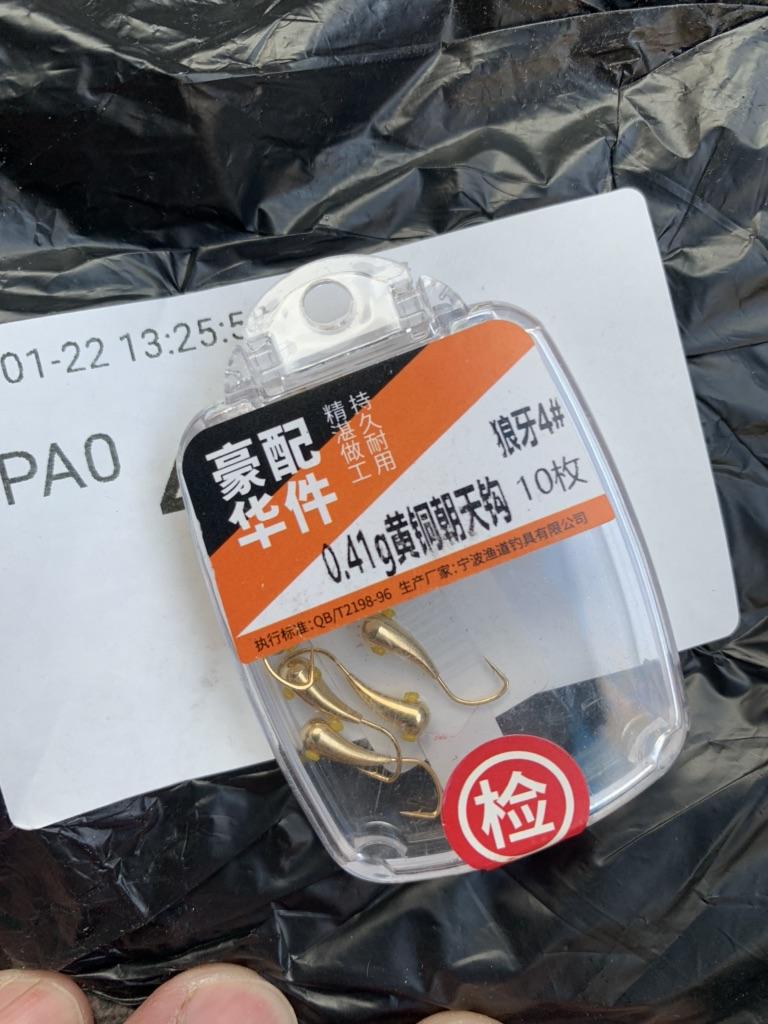 01-22 13:25:5
PA0
豪华配件
精湛做工
持久耐用
狼牙4#
0.41g黄铜朝天钩 10枚
执行标准:QB/T2198-96 生产厂家:宁波渔道钓具有限公司
检